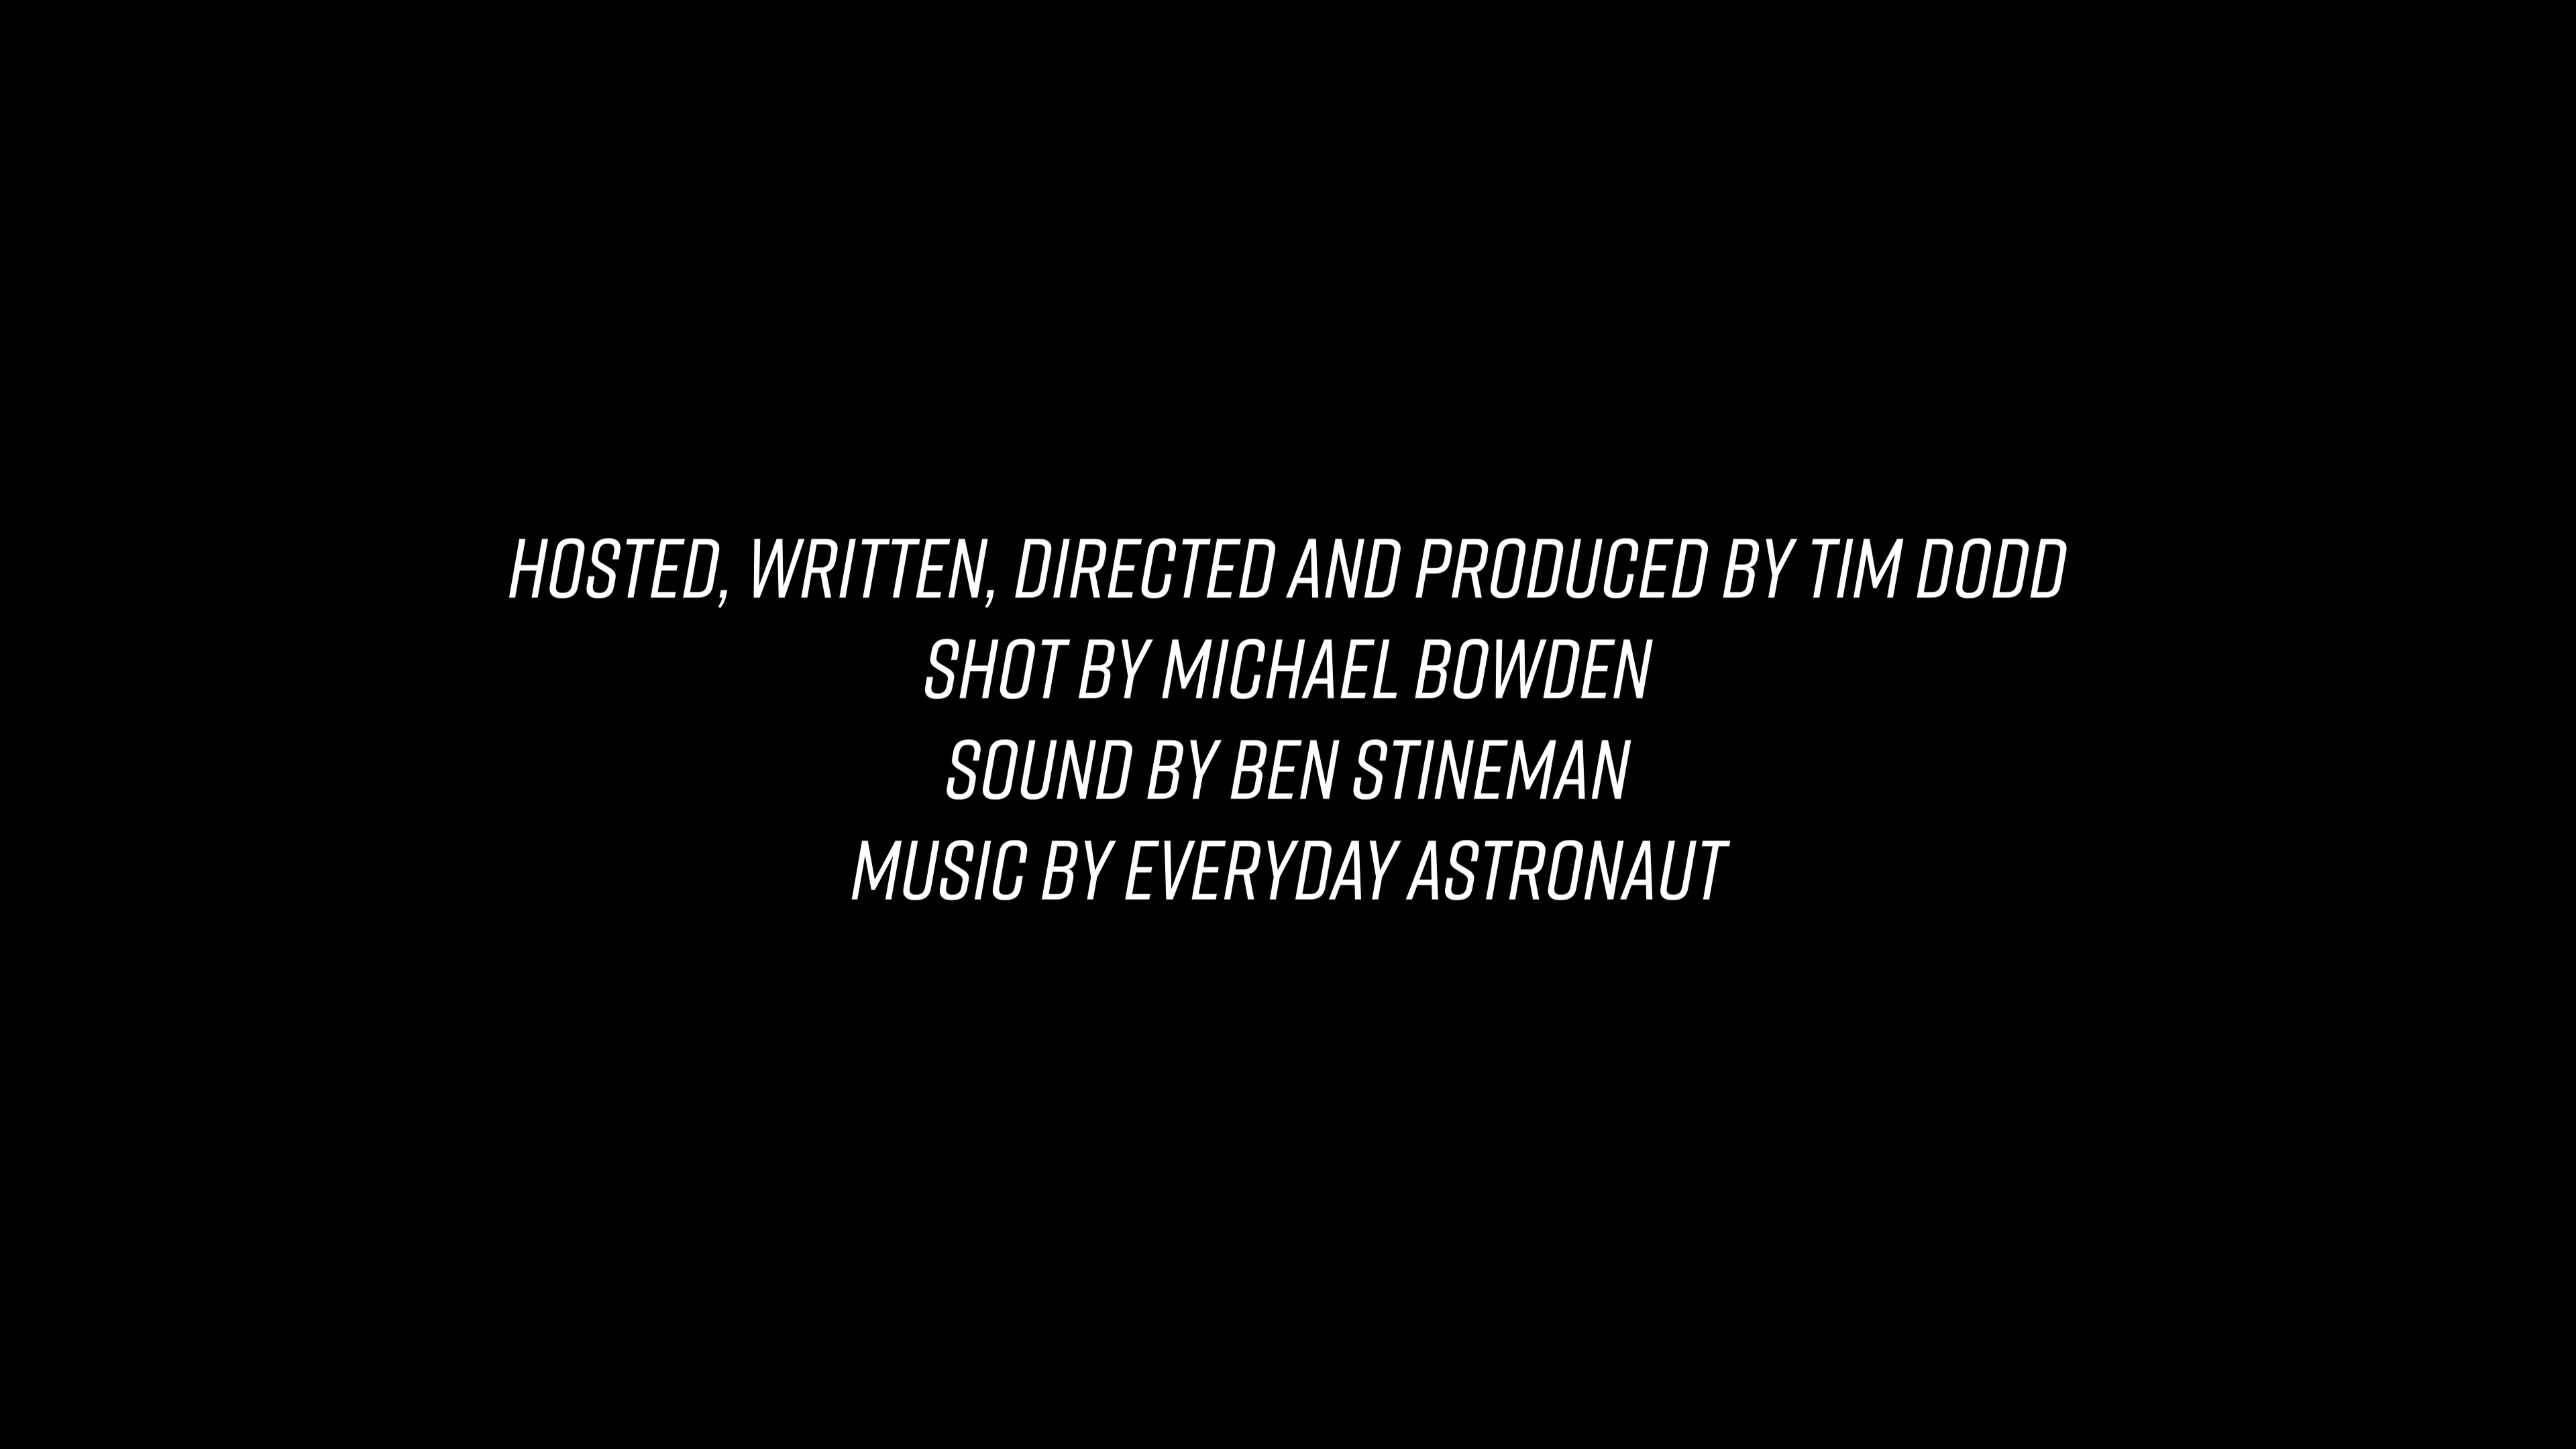 HOSTED, WRITTEN, DIRECTED AND PRODUCED BY TIM DODD
SHOT BY MICHAEL BOWDEN
SOUND BY BEN STINEMAN
MUSIC BY EVERYDAY ASTRONAUT